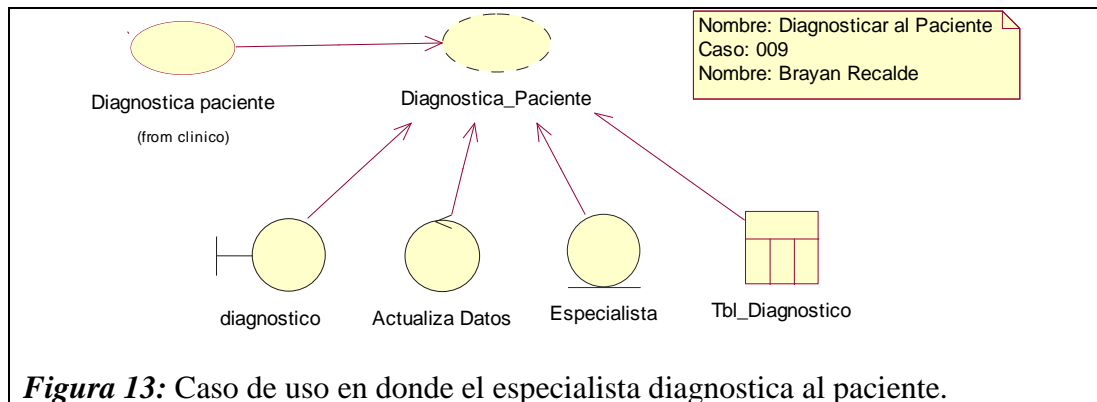 Nombre: Diagnosticar al Paciente
Caso: 009
Nombre: Brayan Recalde
Diagnostica paciente
(from clinico)
Diagnostica_Paciente
diagnostico
Actualiza Datos
Especialista
Tbl_Diagnostico
Figura 13: Caso de uso en donde el especialista diagnostica al paciente.